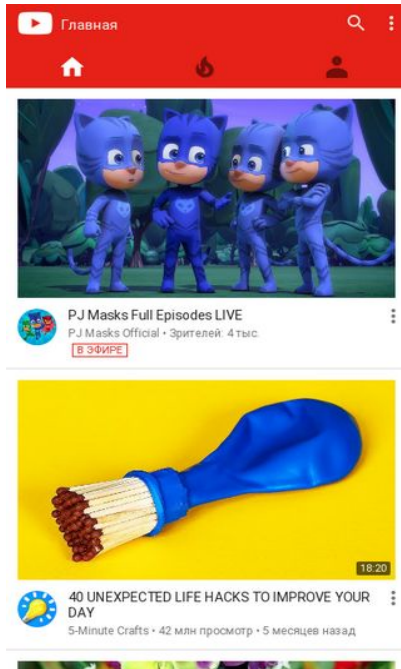 Главная
PJ Masks Full Episodes LIVE
PJ Masks Official • Зрителей: 4 тыс.
В ЭФИРЕ
18:20
40 UNEXPECTED LIFE HACKS TO IMPROVE YOUR
DAY
5-Minute Crafts • 42 млн просмотр • 5 месяцев назад